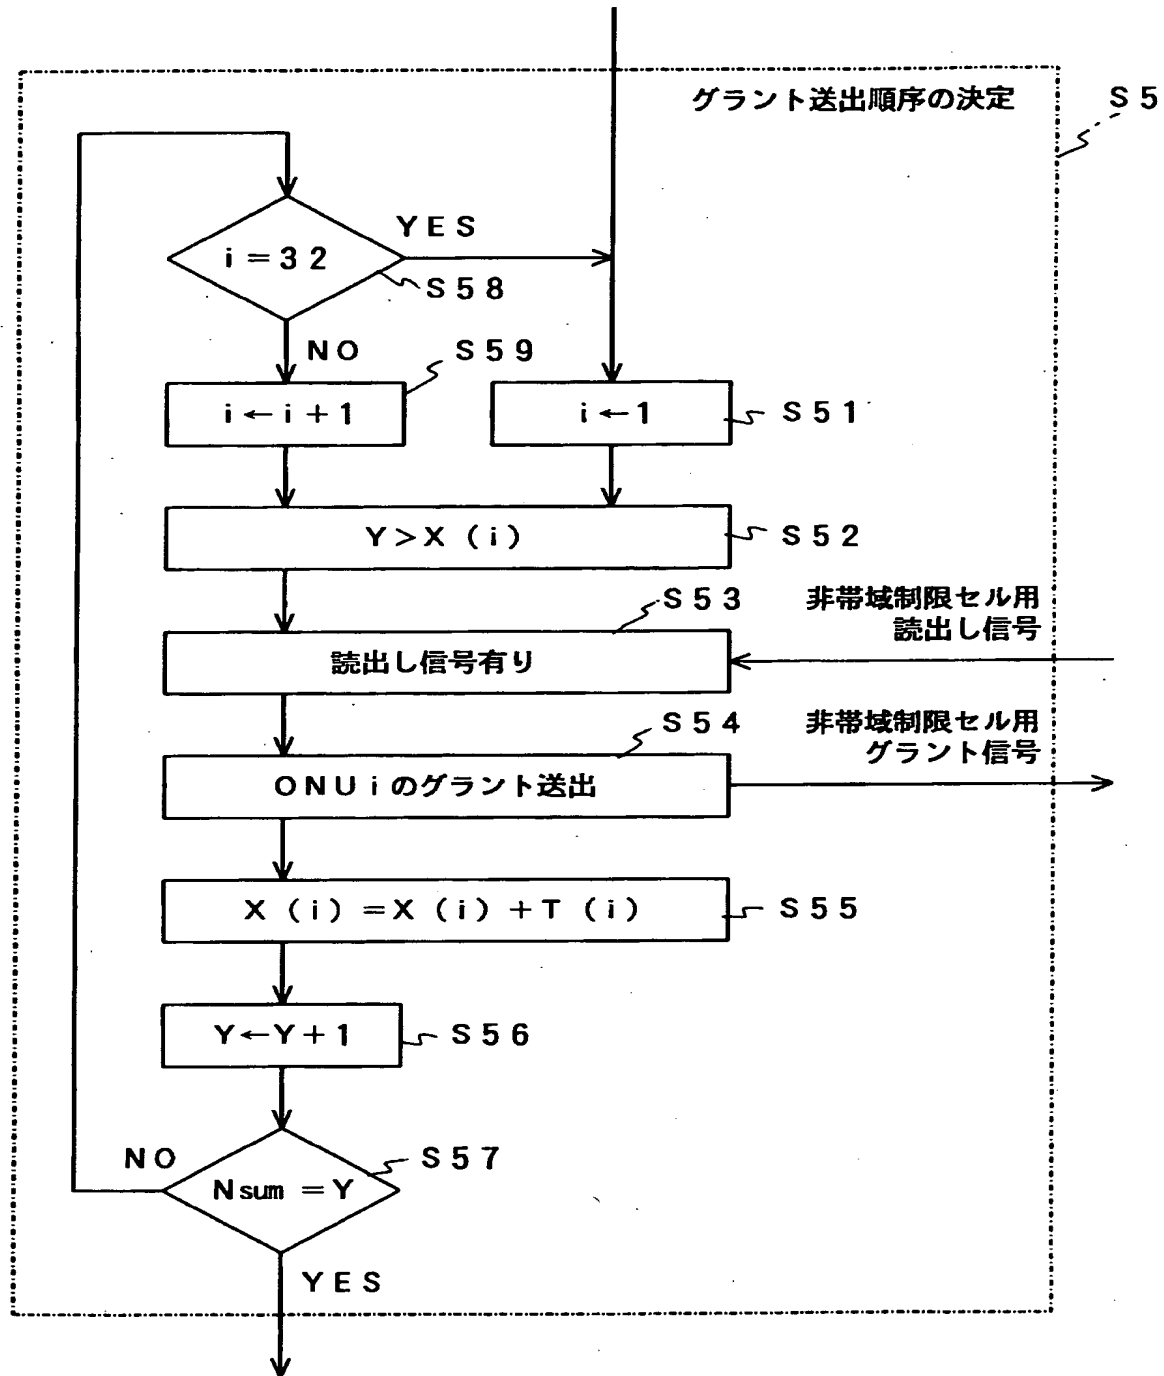 グラント送出順序の決定
S5
YES
i=32
S58
NO
S59
i←i+1
i←1
S51
Y>X(i)
S52
S53
非帯域制限セル用
読出し信号
読出し信号有り
S54
非帯域制限セル用
グラント信号
ONUiのグラント送出
X(i)=X(i)+T(i)
S55
Y←Y+1
S56
NO
S57
Nsum=Y
YES